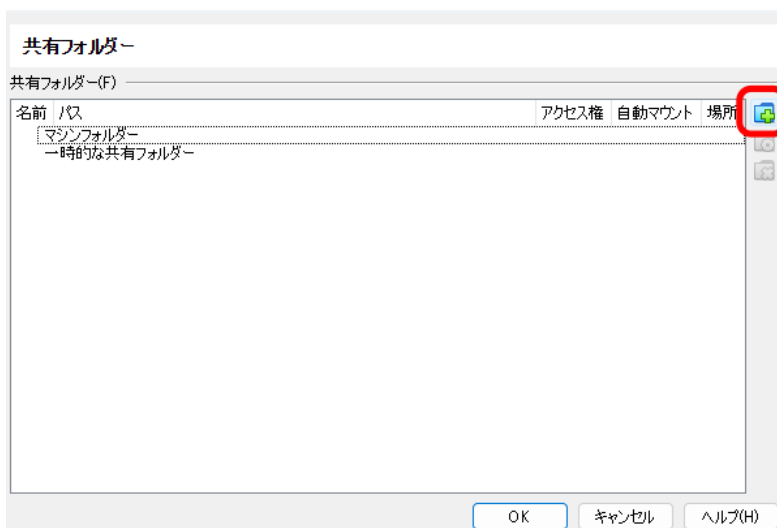 共有フォルダー
共有フォルダー(F)
名前 パス アクセス権 自動マウント 場所
マシンフォルダー
一時的な共有フォルダー
OK キャンセル ヘルプ(H)